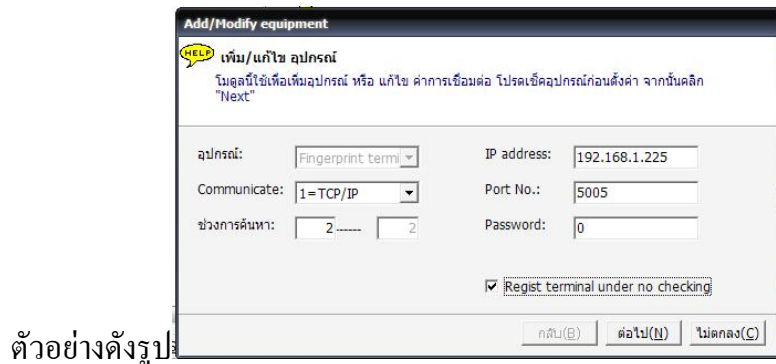 Add/Modify equipment
HELP
เพิ่ม/แก้ไข อุปกรณ์
โมดูลนี้ใช้เพื่อเพิ่มอุปกรณ์ หรือ แก้ไข ค่าการเชื่อมต่อ โปรดเช็คอุปกรณ์ก่อนตั้งค่า จากนั้นคลิก
"Next"
อุปกรณ์: Fingerprint termi IP address: 192.168.1.225
Communicate: 1=TCP/IP Port No.: 5005
ช่วงการค้นหา: 2 ------ 2 Password: 0
Regist terminal under no checking
กลับ(B) ต่อไป(N) ไม่ตกลง(C)
ตัวอย่างดังรูป